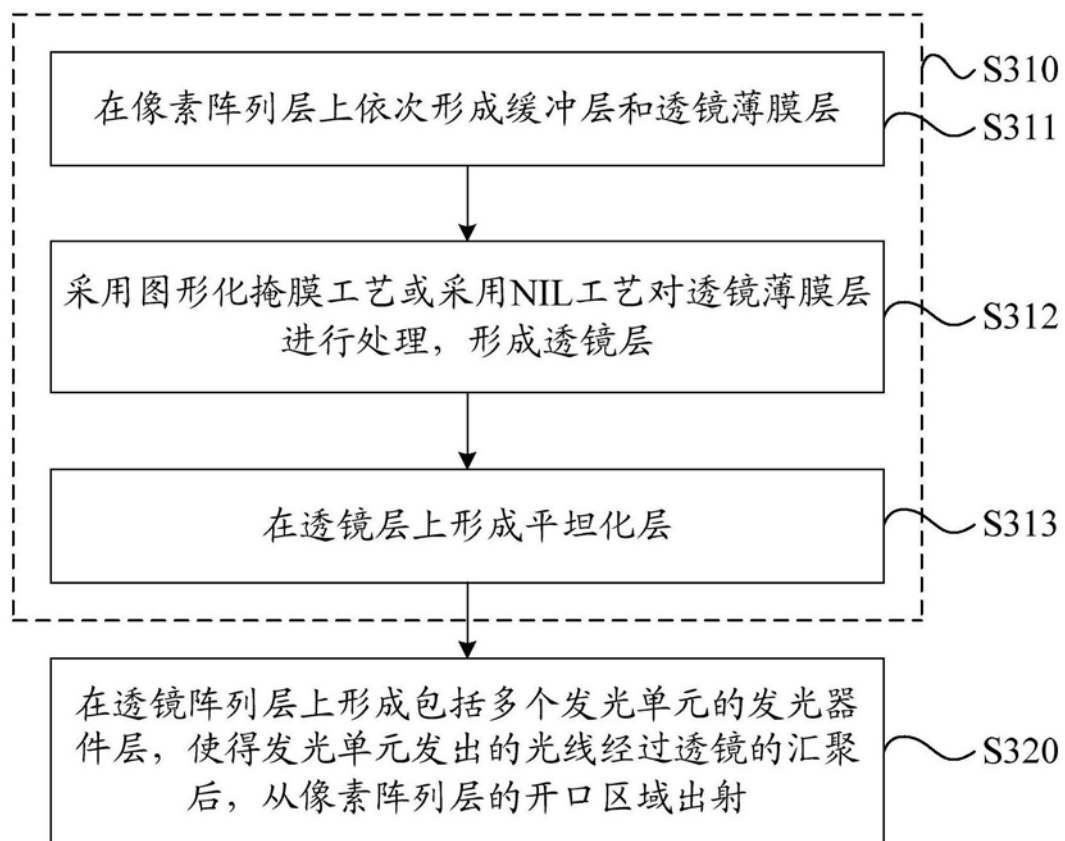 S310
在像素阵列层上依次形成缓冲层和透镜薄膜层
S311
采用图形化掩膜工艺或采用NIL工艺对透镜薄膜层
进行处理，形成透镜层
S312
在透镜层上形成平坦化层
S313
在透镜阵列层上形成包括多个发光单元的发光器
件层，使得发光单元发出的光线经过透镜的汇聚
后，从像素阵列层的开口区域出射
S320